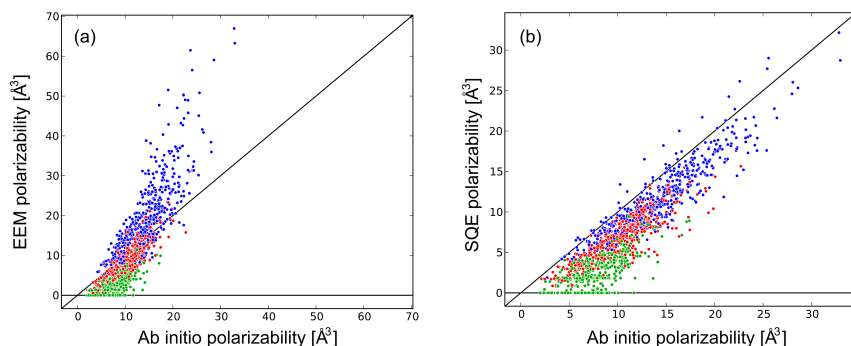 (a)
EEM polarizability [Å³]
70
60
50
40
30
20
10
0
0 10 20 30 40 50 60 70
Ab initio polarizability [Å³]
(b)
SQE polarizability [Å³]
30
25
20
15
10
5
0
0 5 10 15 20 25 30
Ab initio polarizability [Å³]